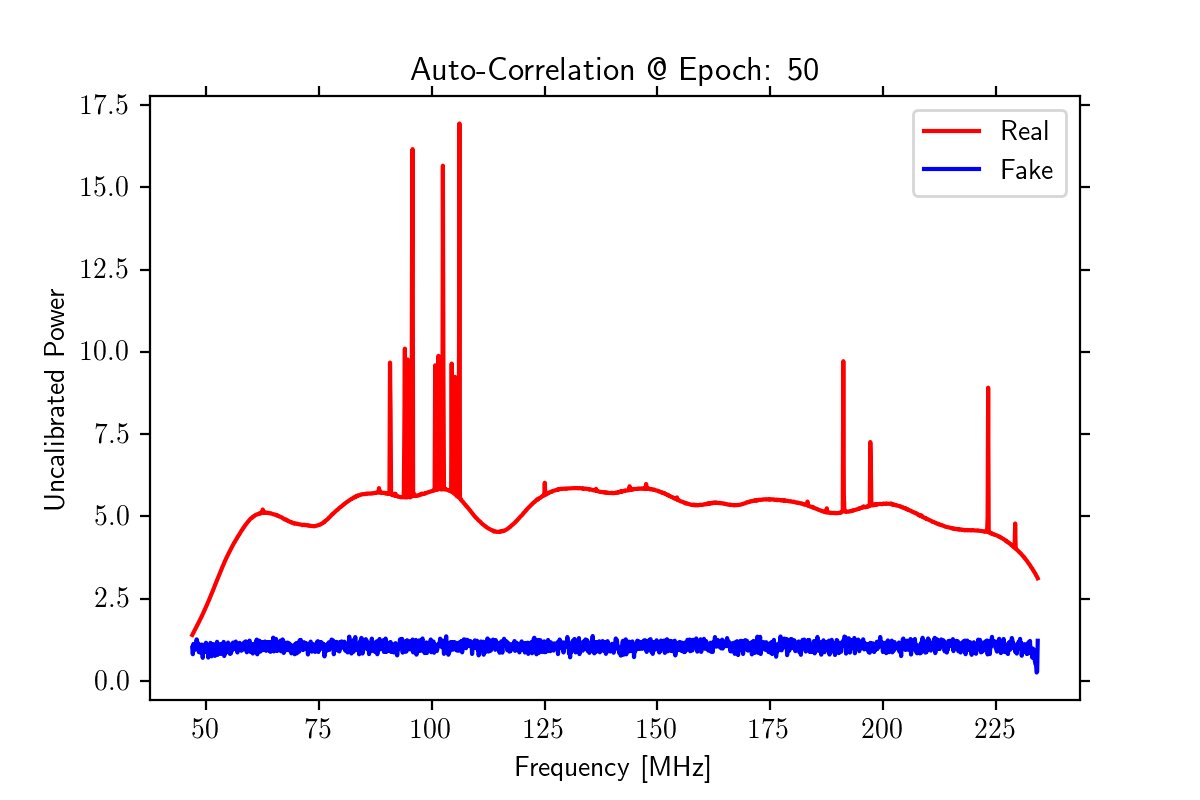 Auto-Correlation @ Epoch: 50
17.5
15.0
12.5
10.0
7.5
5.0
2.5
0.0
Uncalibrated Power
Real
Fake
50 75 100 125 150 175 200 225
Frequency [MHz]